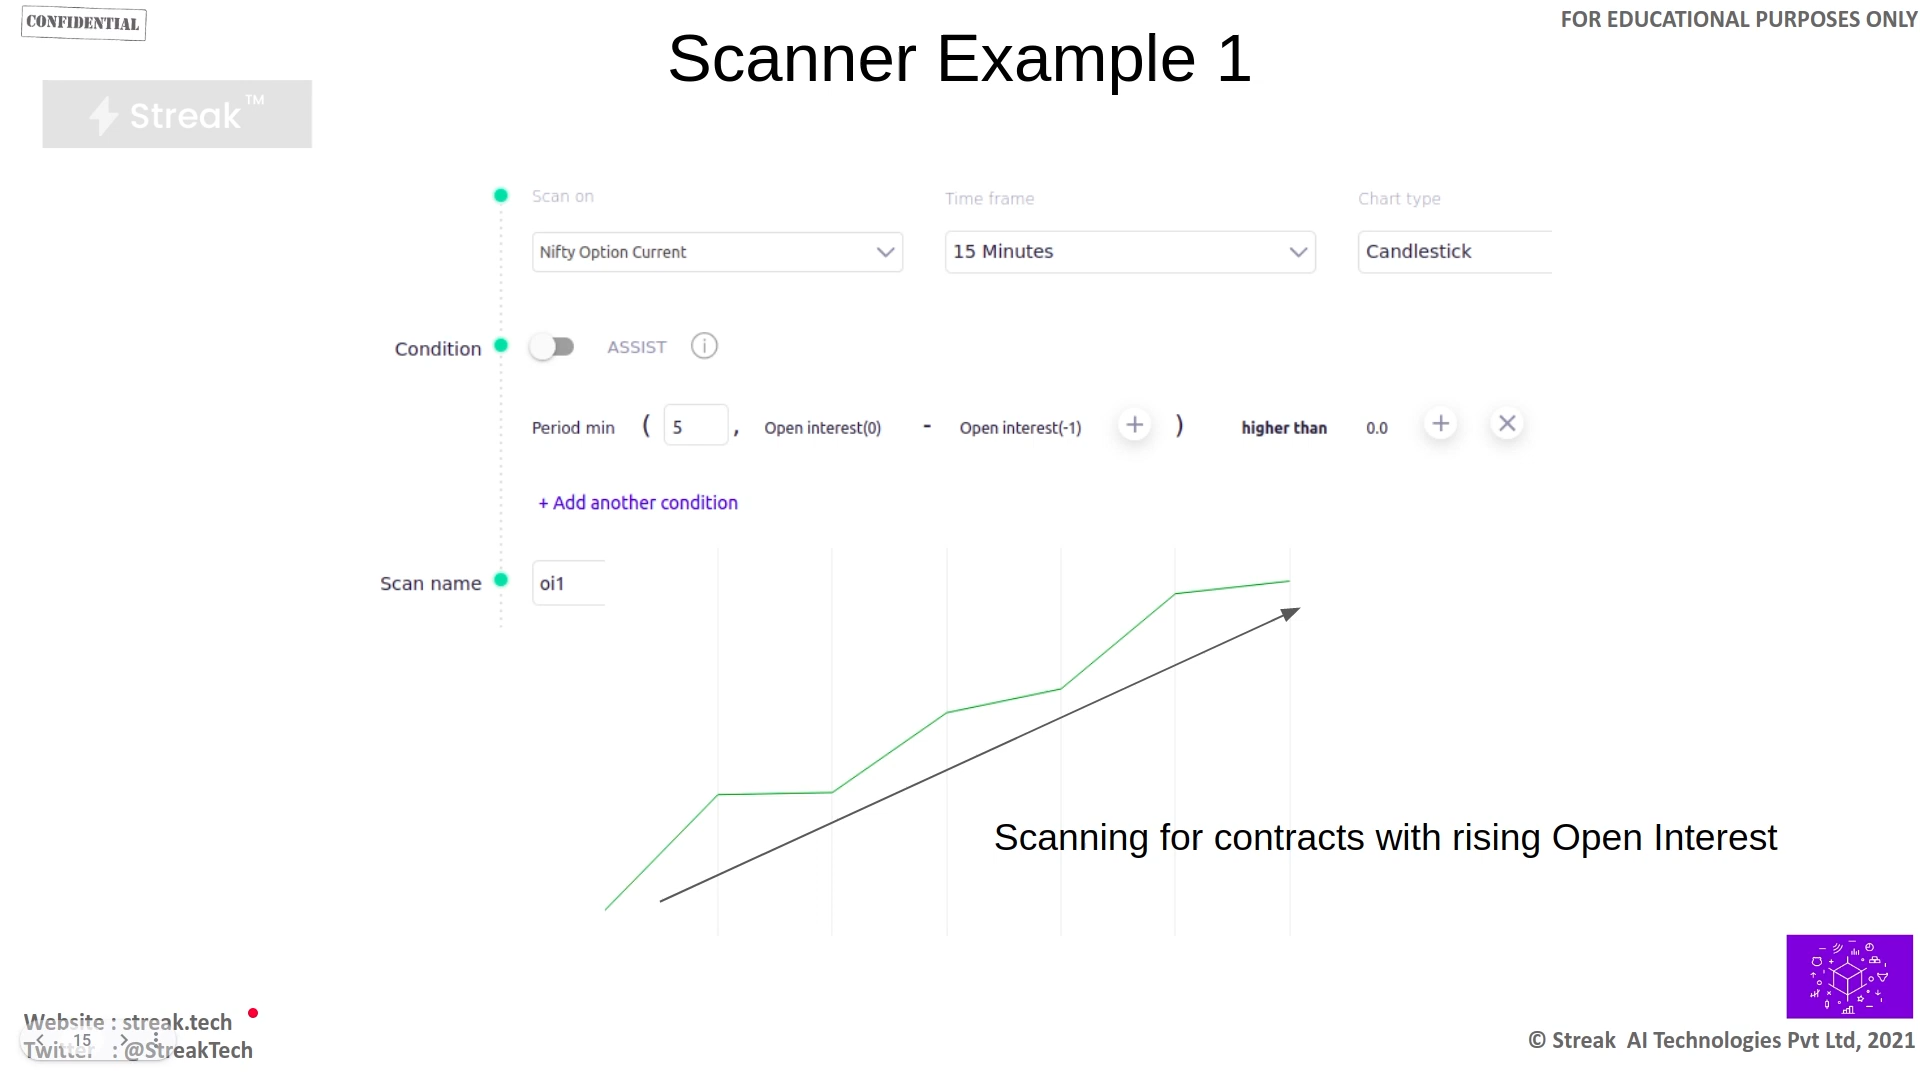 CONFIDENTIAL
FOR EDUCATIONAL PURPOSES ONLY
Scanner Example 1
Streak™
Scan on
Time frame
Chart type
Nifty Option Current
15 Minutes
Candlestick
Condition
ASSIST
i
Period min ( 5 , Open interest(0) - Open interest(-1) + ) higher than 0.0 + ×
+ Add another condition
Scan name
oi1
Scanning for contracts with rising Open Interest
Website : streak.tech
15
Twitter : @StreakTech
© Streak AI Technologies Pvt Ltd, 2021